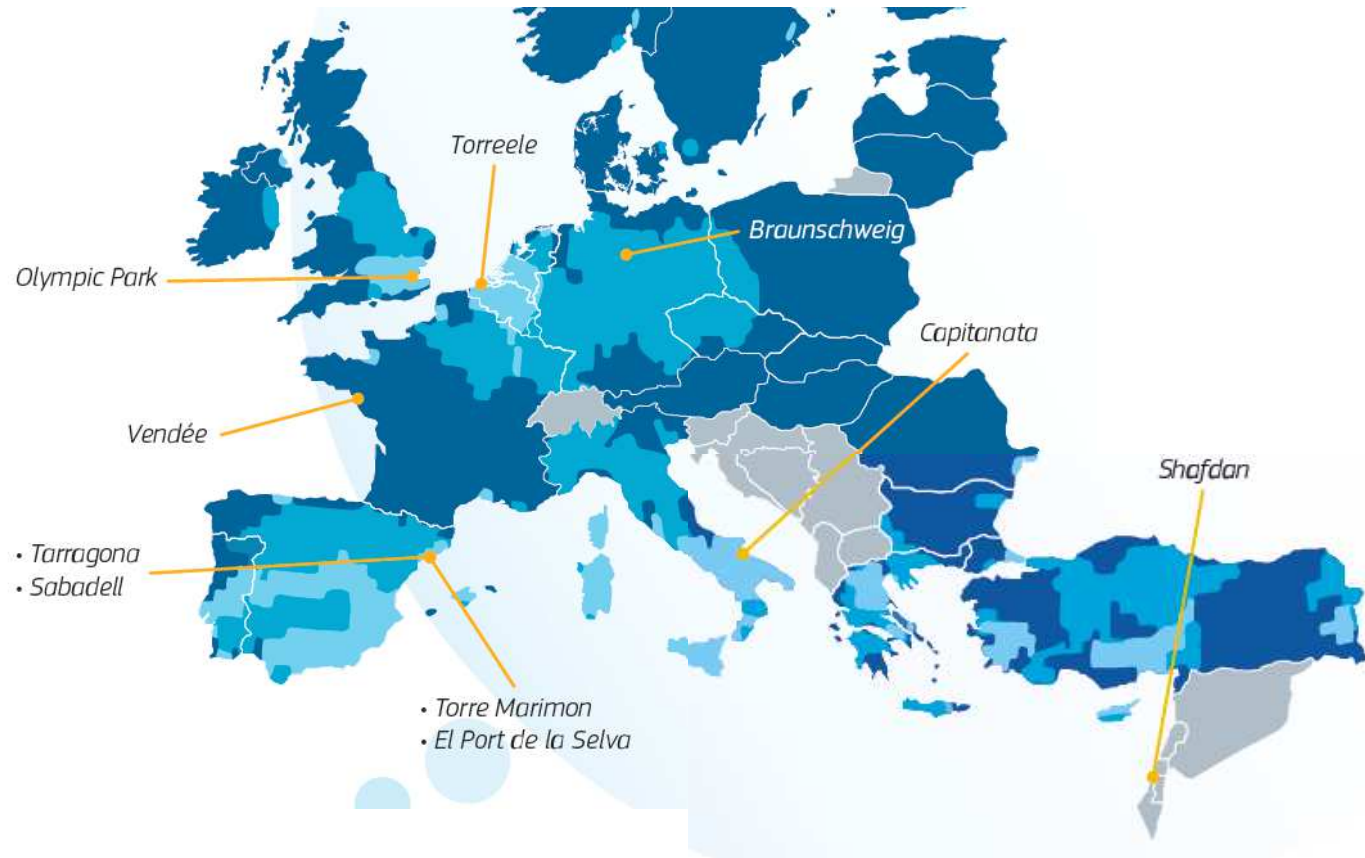 Torreele
Braunschweig
Olympic Park
Capitanata
Vendée
Shafdan
• Tarragona
• Sabadell
• Torre Marimon
• El Port de la Selva